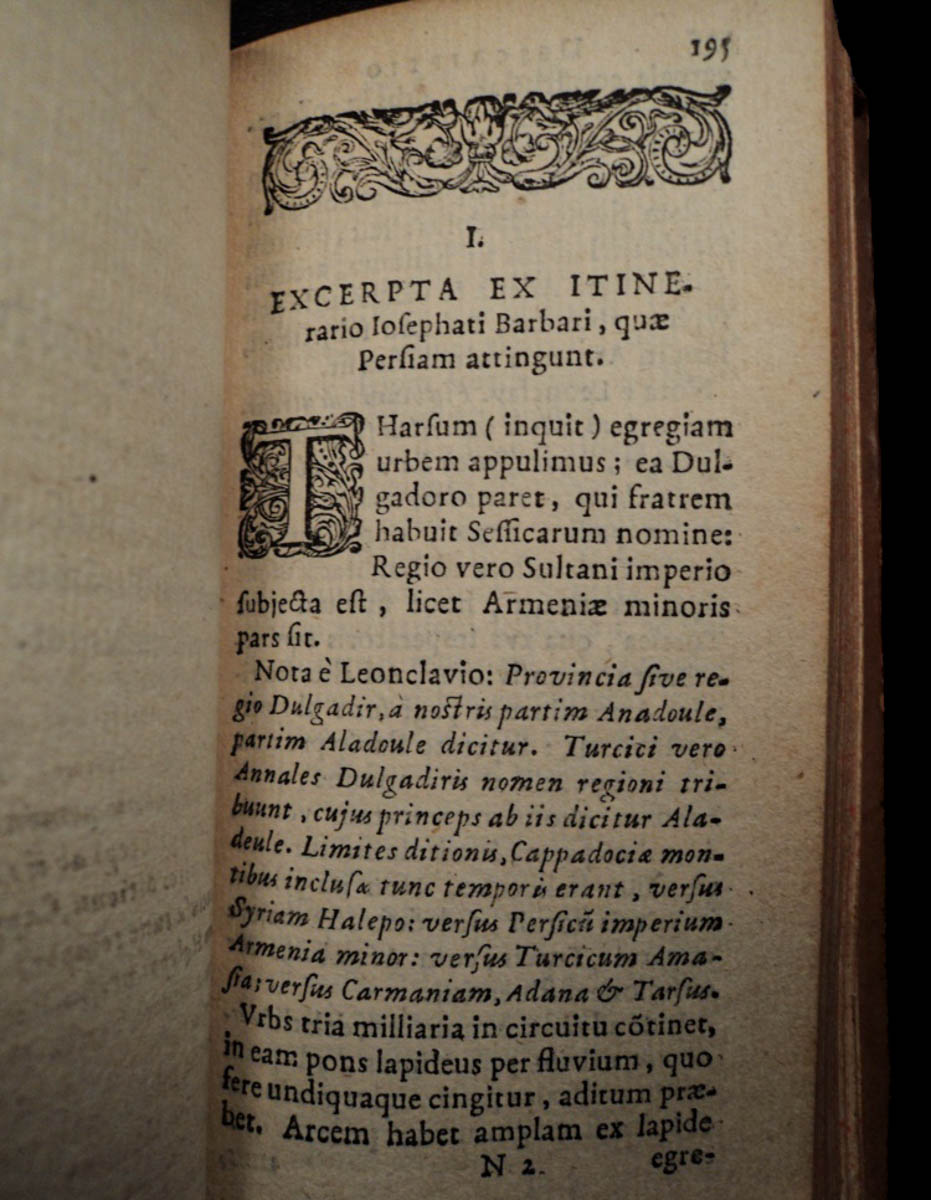 195
I.
EXCERPTA EX ITINE-
rario Iosephati Barbari, quæ
Persiam attingunt.
THarsum ( inquit ) egregiam
urbem appulimus ; ea Dul-
gadoro paret, qui fratrem
habuit Sessicarum nomine:
Regio vero Sultani imperio
subjecta est , licet Armeniæ minoris
pars sit.
Nota è Leonclavio: Provincia sive re-
gio Dulgadir, à nostris partim Anadoule,
partim Aladoule dicitur. Turcici vero
Annales Dulgadiris nomen regioni tri-
buunt , cujus princeps ab iis dicitur Ala-
deule. Limites ditionis, Cappadociæ mon-
tibus inclusæ tunc temporis erant , versus
Syriam Halepo: versus Persicũ imperium
Armenia minor: versus Turcicum Ama-
sia; versus Carmaniam, Adana & Tarsus.
Vrbs tria milliaria in circuitu cõtinet,
in eam pons lapideus per fluvium, quo
fere undiquaque cingitur, aditum præ-
bet. Arcem habet amplam ex lapide
N 2.
egre-